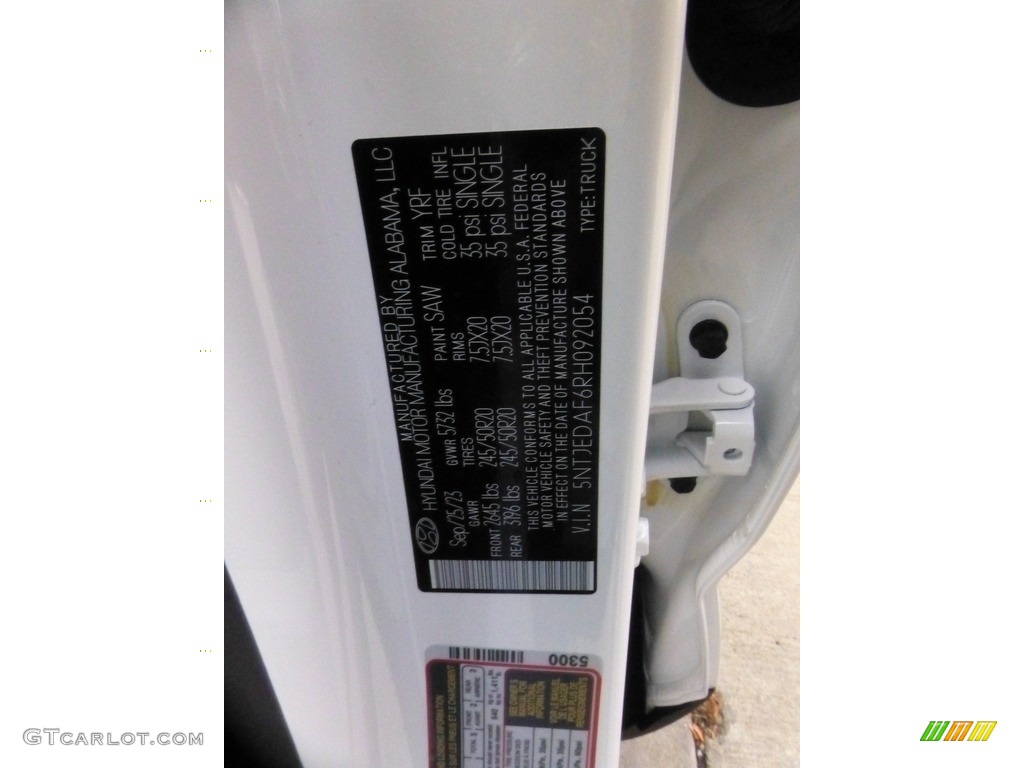 MANUFACTURED BY
HYUNDAI MOTOR MANUFACTURING ALABAMA, LLC
Sep/25/23 GVWR 5732 lbs PAINT SAW TRIM YRF
GAWR TIRES RIMS COLD TIRE INFL
FRONT 2645 lbs 245/50R20 7.5JX20 35 psi SINGLE
REAR 3196 lbs 245/50R20 7.5JX20 35 psi SINGLE
THIS VEHICLE CONFORMS TO ALL APPLICABLE U.S.A. FEDERAL
MOTOR VEHICLE SAFETY AND THEFT PREVENTION STANDARDS
IN EFFECT ON THE DATE OF MANUFACTURE SHOWN ABOVE
V.I.N 5NTJEDAF6RH092054 TYPE:TRUCK
5300
GTCARLOT.COM